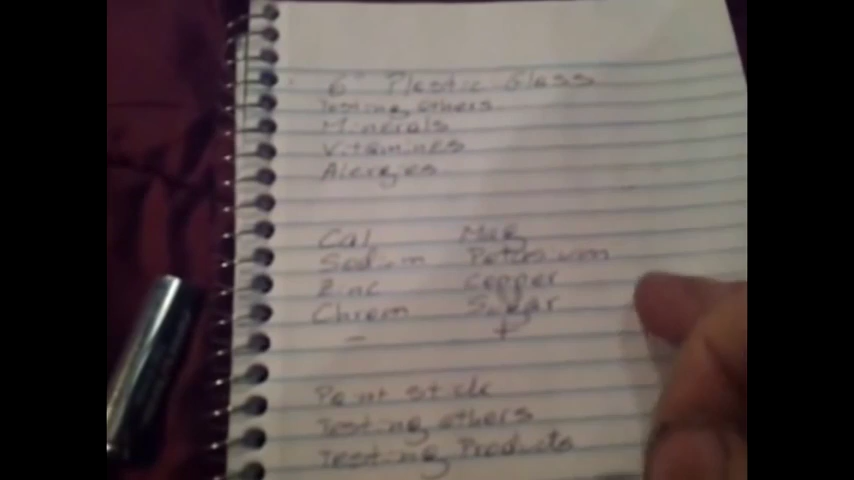 6" Plastic Glass
Testing others
Minerals
Vitamines
Alergies
Cal Mag
Sodium Potassium
Zinc Copper
Chrom Sugar
- +
Paint stick
Testing others
Testing Products